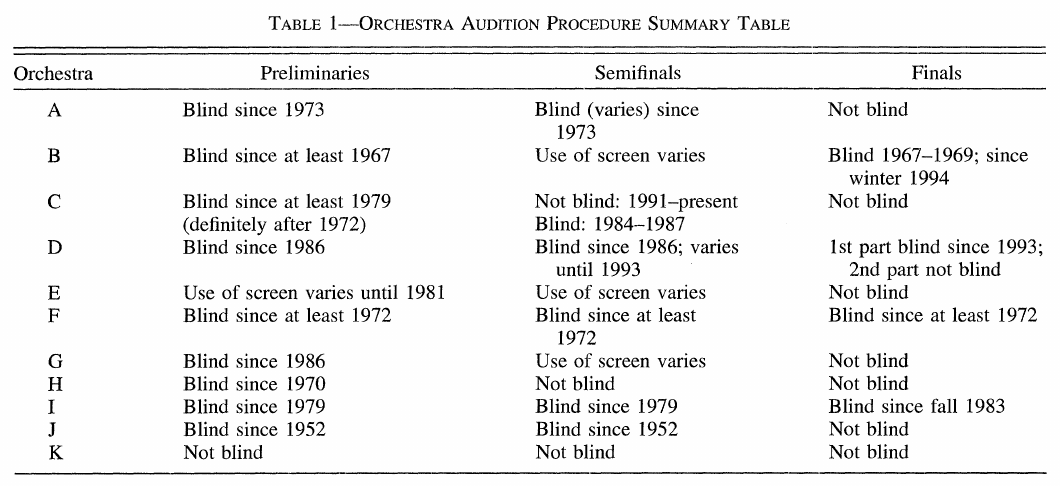 TABLE 1—ORCHESTRA AUDITION PROCEDURE SUMMARY TABLE
Orchestra Preliminaries Semifinals Finals
A Blind since 1973 Blind (varies) since Not blind
1973
B Blind since at least 1967 Use of screen varies Blind 1967–1969; since
winter 1994
C Blind since at least 1979 Not blind: 1991–present Not blind
(definitely after 1972) Blind: 1984–1987
D Blind since 1986 Blind since 1986; varies 1st part blind since 1993;
until 1993 2nd part not blind
E Use of screen varies until 1981 Use of screen varies Not blind
F Blind since at least 1972 Blind since at least Blind since at least 1972
1972
G Blind since 1986 Use of screen varies Not blind
H Blind since 1970 Not blind Not blind
I Blind since 1979 Blind since 1979 Blind since fall 1983
J Blind since 1952 Blind since 1952 Not blind
K Not blind Not blind Not blind